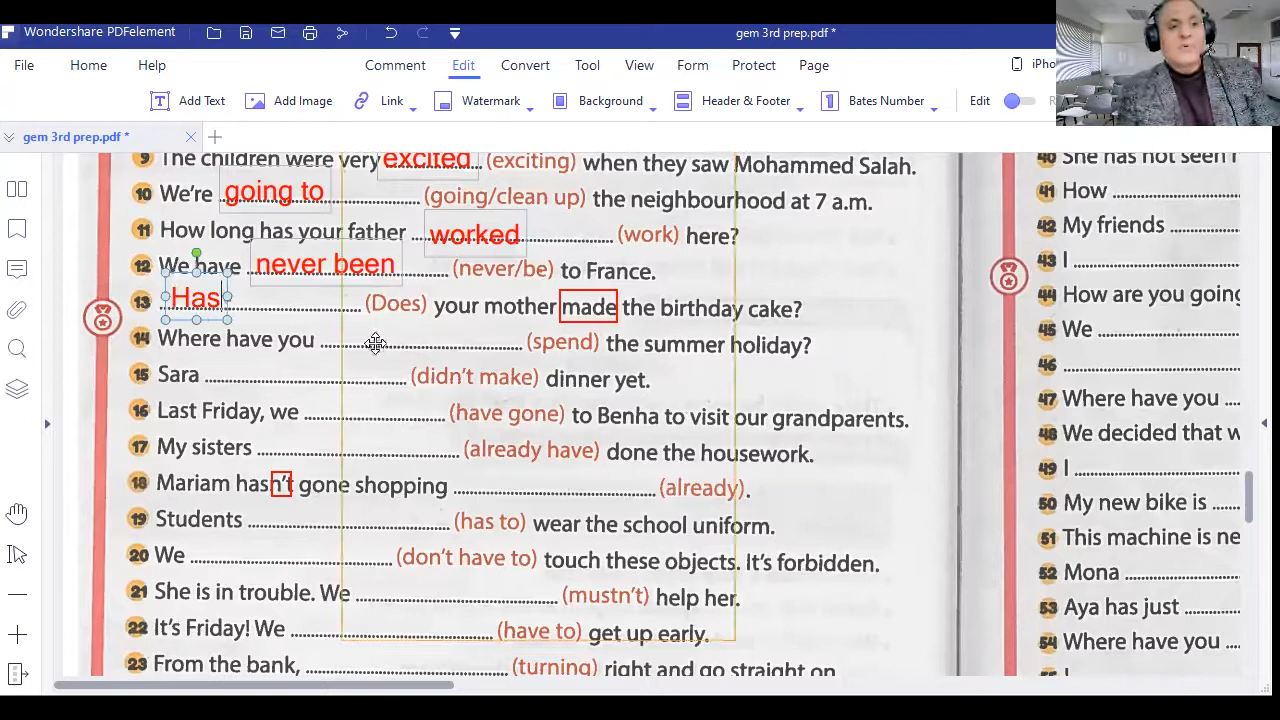 Wondershare PDFelement
gem 3rd prep.pdf *
File Home Help Comment Edit Convert Tool View Form Protect Page
Add Text Add Image Link Watermark Background Header & Footer Bates Number Edit
gem 3rd prep.pdf *
9 The children were very excited (exciting) when they saw Mohammed Salah.
10 We're going to (going/clean up) the neighbourhood at 7 a.m.
11 How long has your father worked (work) here?
12 We have never been (never/be) to France.
13 Has (Does) your mother made the birthday cake?
14 Where have you (spend) the summer holiday?
15 Sara (didn't make) dinner yet.
16 Last Friday, we (have gone) to Benha to visit our grandparents.
17 My sisters (already have) done the housework.
18 Mariam hasn't gone shopping (already).
19 Students (has to) wear the school uniform.
20 We (don't have to) touch these objects. It's forbidden.
21 She is in trouble. We (mustn't) help her.
22 It's Friday! We (have to) get up early.
23 From the bank, (turning) right and go straight on
40 She has not seen
41 How
42 My friends
43 I
44 How are you going
45 We
46
47 Where have you
48 We decided that w
49 I
50 My new bike is
51 This machine is ne
52 Mona
53 Aya has just
54 Where have you